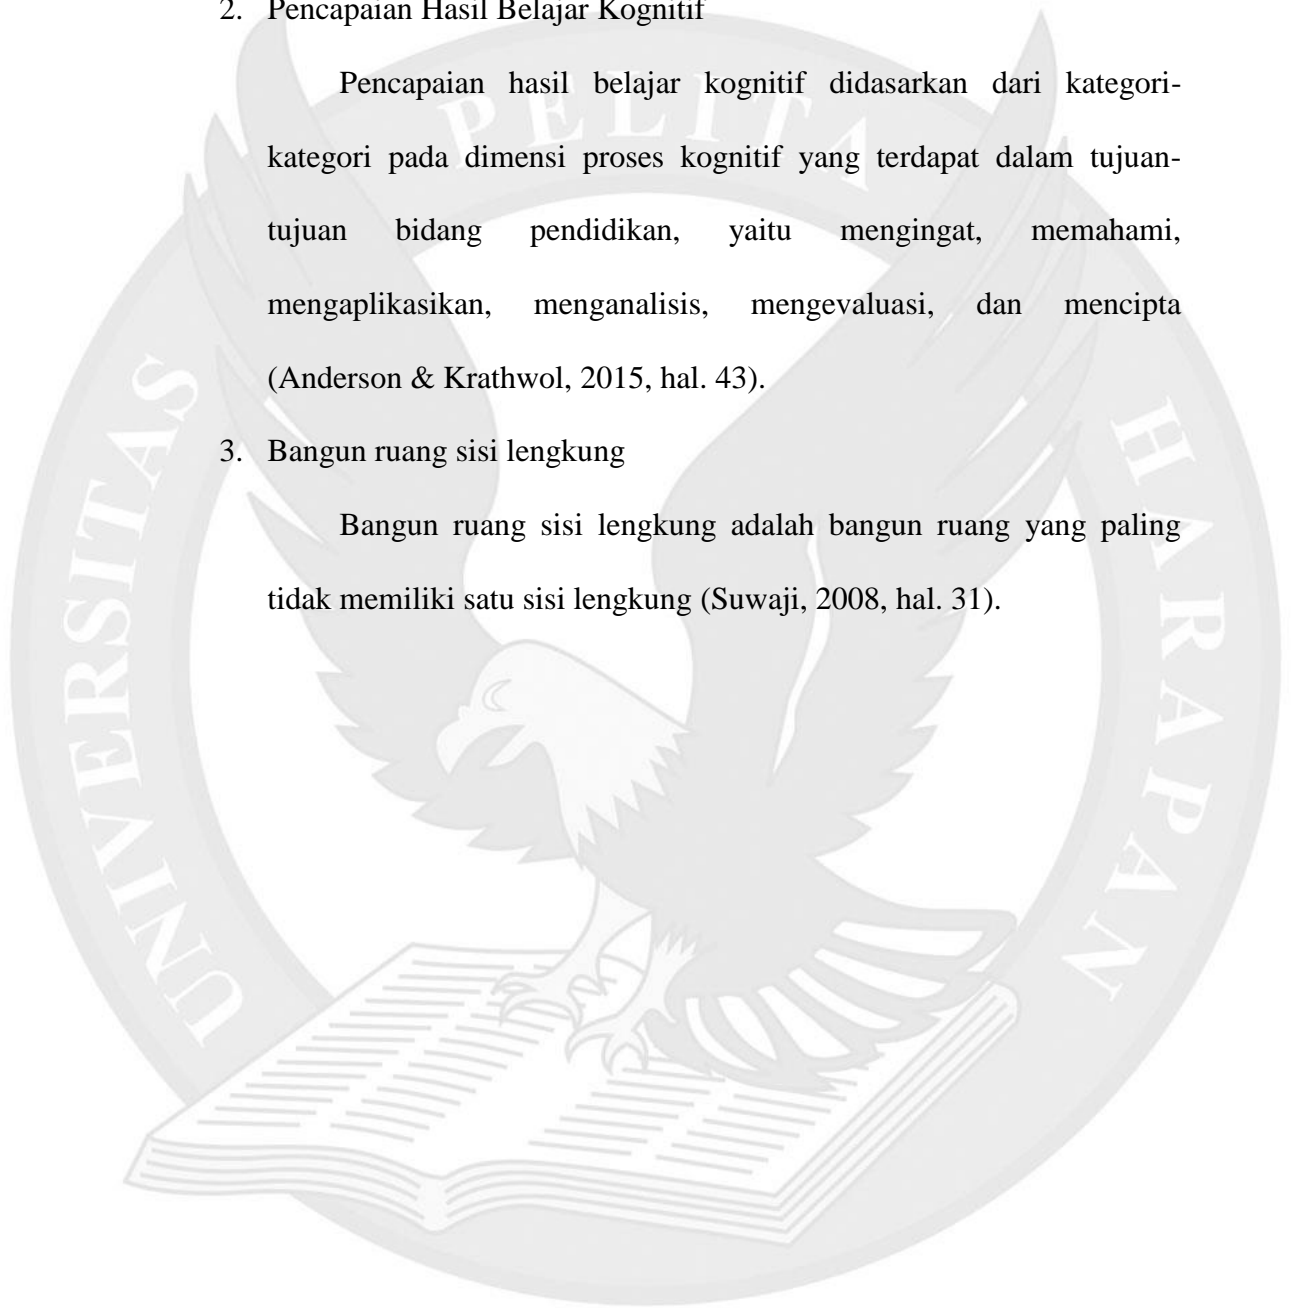 2. Pencapaian Hasil Belajar Kognitif
Pencapaian hasil belajar kognitif didasarkan dari kategori-
kategori pada dimensi proses kognitif yang terdapat dalam tujuan-
tujuan bidang pendidikan, yaitu mengingat, memahami,
mengaplikasikan, menganalisis, mengevaluasi, dan mencipta
(Anderson & Krathwol, 2015, hal. 43).
3. Bangun ruang sisi lengkung
Bangun ruang sisi lengkung adalah bangun ruang yang paling
tidak memiliki satu sisi lengkung (Suwaji, 2008, hal. 31).
UNIVERSITAS PELITA HARAPAN